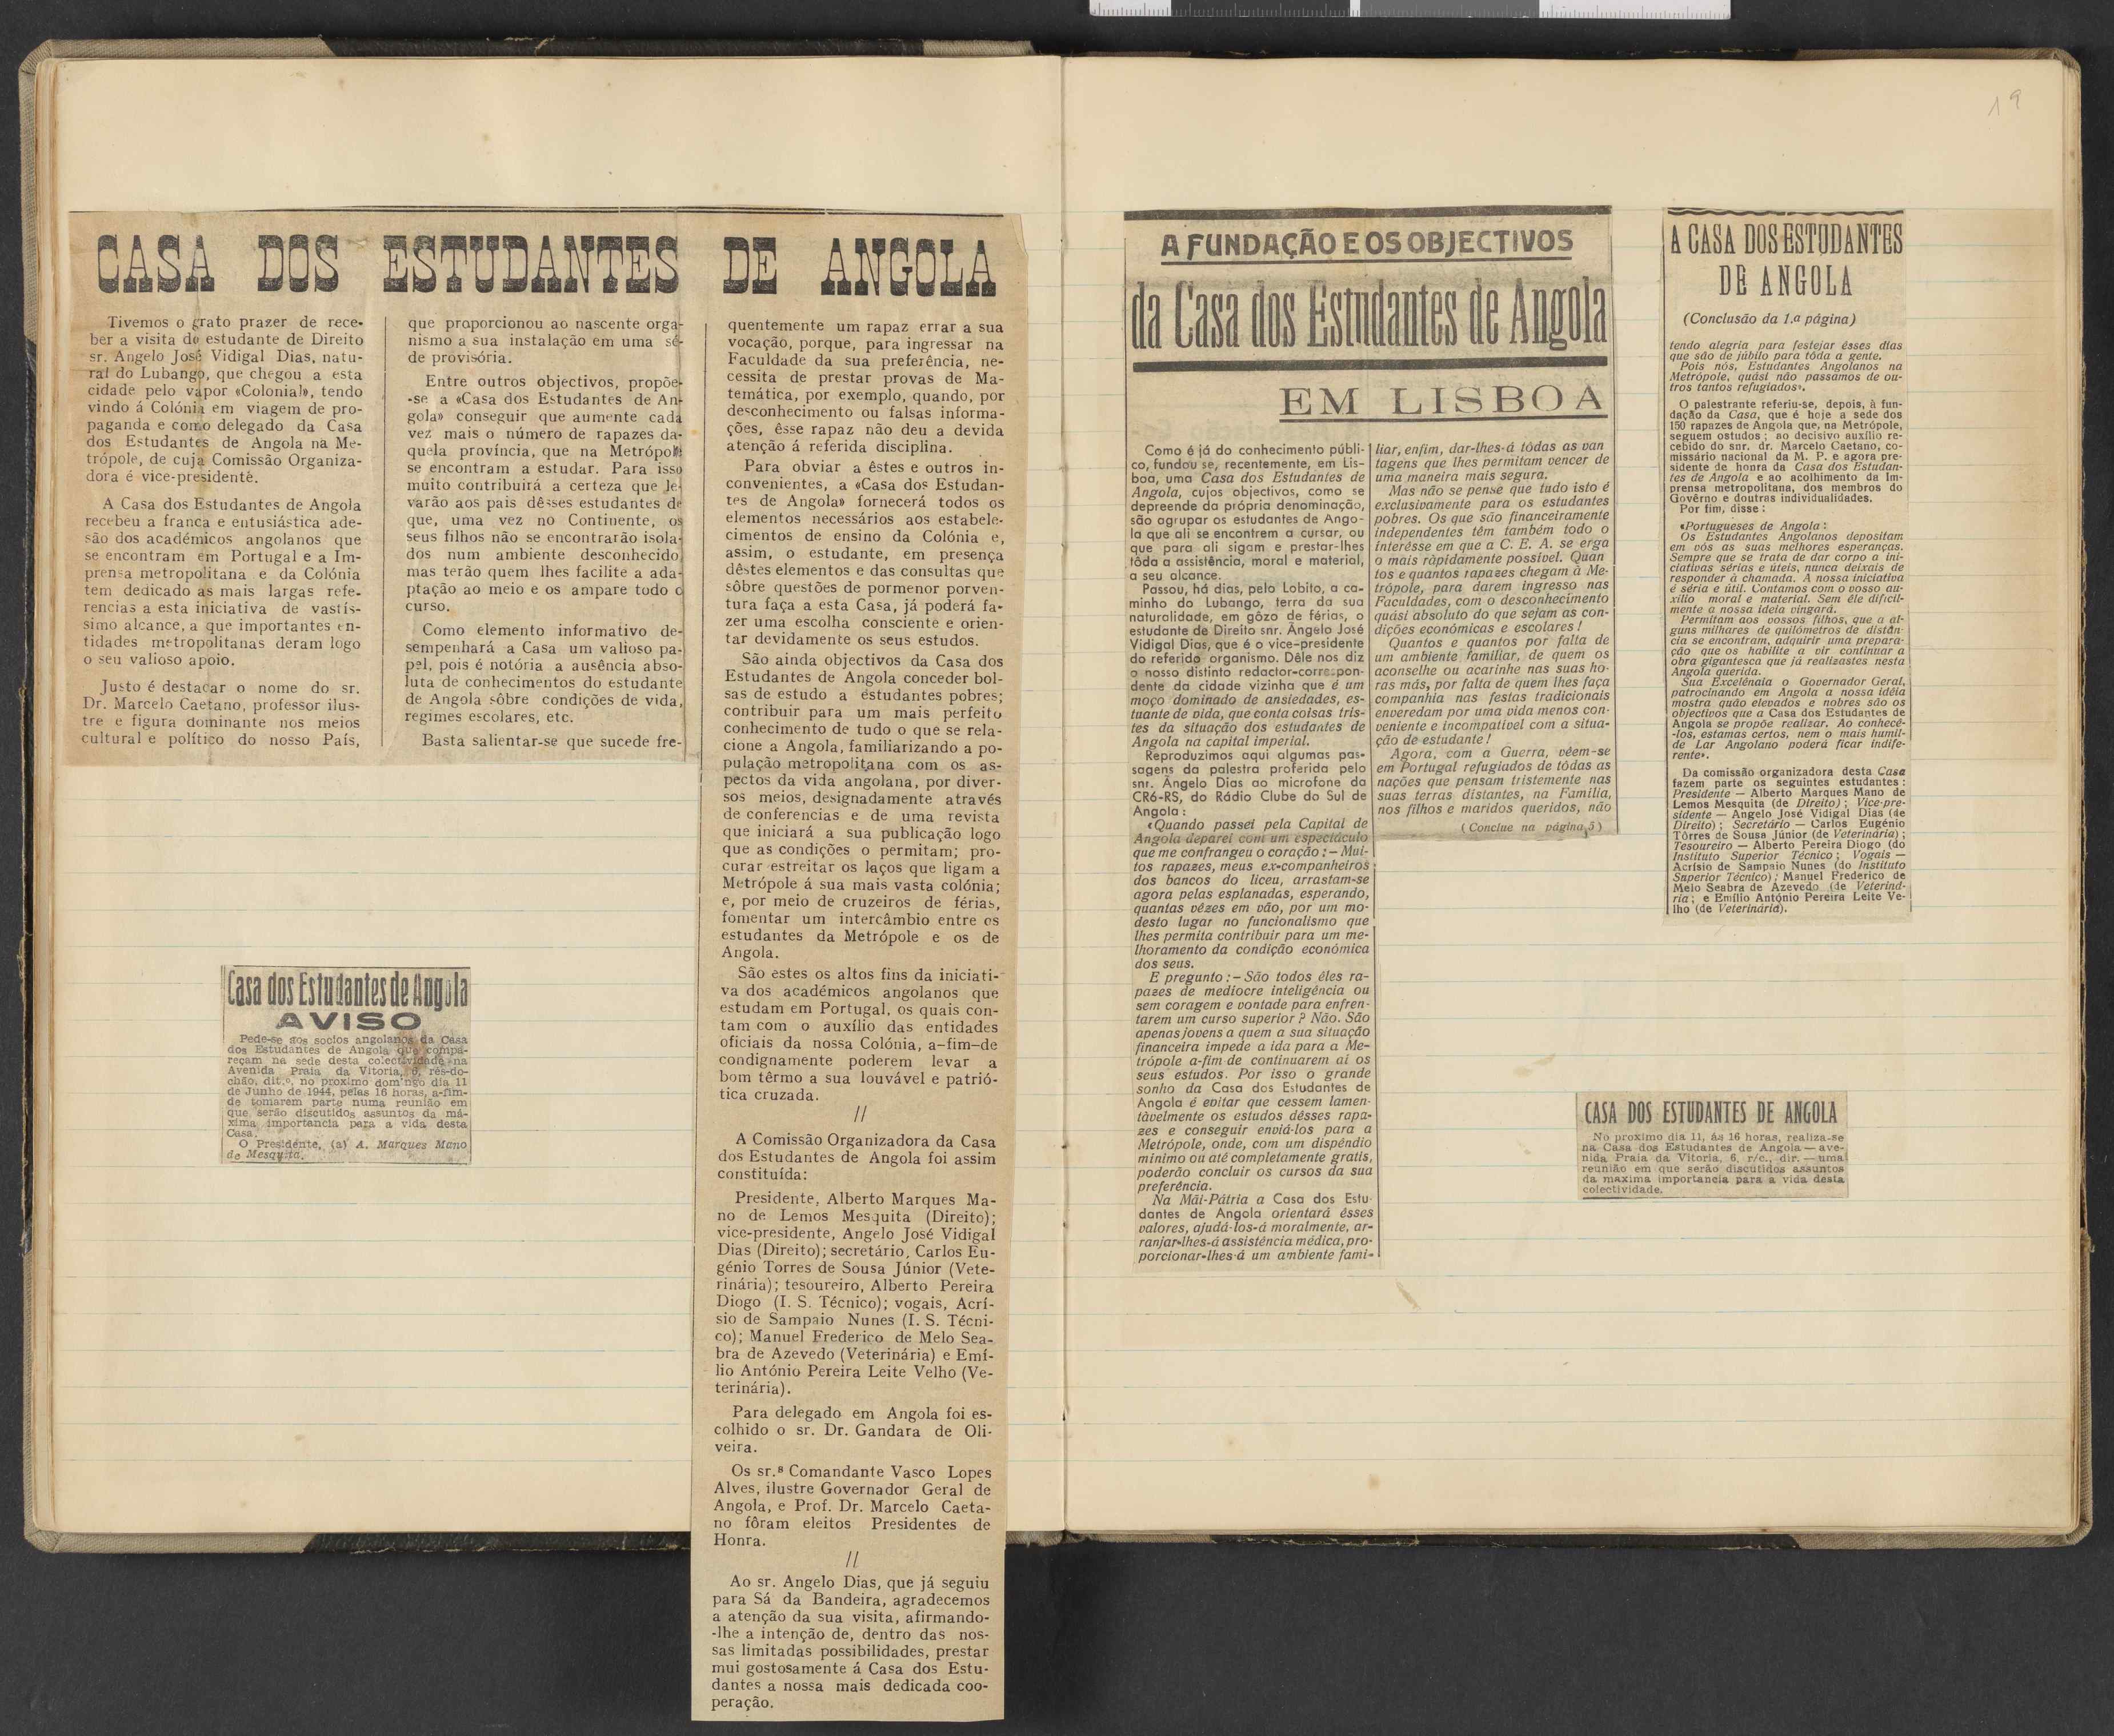 19
CASA DOS ESTUDANTES DE ANGOLA
Tivemos o grato prazer de rece-
ber a visita do estudante de Direito
sr. Angelo José Vidigal Dias, natu-
ral do Lubango, que chegou a esta
cidade pelo vapor «Colonial», tendo
vindo á Colónia em viagem de pro-
paganda e como delegado da Casa
dos Estudantes de Angola na Me-
trópole, de cuja Comissão Organiza-
dora é vice-presidente.
A Casa dos Estudantes de Angola
recebeu a franca e entusiástica ade-
são dos académicos angolanos que
se encontram em Portugal e a Im-
prensa metropolitana e da Colónia
tem dedicado as mais largas refe-
rencias a esta iniciativa de vastís-
simo alcance, a que importantes en-
tidades metropolitanas deram logo
o seu valioso apoio.
Justo é destacar o nome do sr.
Dr. Marcelo Caetano, professor ilus-
tre e figura dominante nos meios
cultural e político do nosso País,
que proporcionou ao nascente orga-
nismo a sua instalação em uma sé-
de provisória.
Entre outros objectivos, propõe-
-se a «Casa dos Estudantes de An-
gola» conseguir que aumente cada
vez mais o número de rapazes da-
quela província, que na Metrópole
se encontram a estudar. Para isso
muito contribuirá a certeza que le-
varão aos pais dêsses estudantes de
que, uma vez no Continente, os
seus filhos não se encontrarão isola-
dos num ambiente desconhecido,
mas terão quem lhes facilite a ada-
ptação ao meio e os ampare todo o
curso.
Como elemento informativo de-
sempenhará a Casa um valioso pa-
pel, pois é notória a ausência abso-
luta de conhecimentos do estudante
de Angola sôbre condições de vida,
regimes escolares, etc.
Basta salientar-se que sucede fre-
quentemente um rapaz errar a sua
vocação, porque, para ingressar na
Faculdade da sua preferência, ne-
cessita de prestar provas de Ma-
temática, por exemplo, quando, por
desconhecimento ou falsas informa-
ções, êsse rapaz não deu a devida
atenção á referida disciplina.
Para obviar a êstes e outros in-
convenientes, a «Casa dos Estudan-
tes de Angola» fornecerá todos os
elementos necessários aos estabele-
cimentos de ensino da Colónia e,
assim, o estudante, em presença
dêstes elementos e das consultas que
sôbre questões de pormenor porven-
tura faça a esta Casa, já poderá fa-
zer uma escolha consciente e orien-
tar devidamente os seus estudos.
São ainda objectivos da Casa dos
Estudantes de Angola conceder bol-
sas de estudo a estudantes pobres;
contribuir para um mais perfeito
conhecimento de tudo o que se rela-
cione a Angola, familiarizando a po-
pulação metropolitana com os as-
pectos da vida angolana, por diver-
sos meios, designadamente através
de conferencias e de uma revista
que iniciará a sua publicação logo
que as condições o permitam; pro-
curar estreitar os laços que ligam a
Metrópole á sua mais vasta colónia;
e, por meio de cruzeiros de férias,
fomentar um intercâmbio entre os
estudantes da Metrópole e os de
Angola.
São estes os altos fins da iniciati-
va dos académicos angolanos que
estudam em Portugal, os quais con-
tam com o auxílio das entidades
oficiais da nossa Colónia, a-fim-de
condignamente poderem levar a
bom têrmo a sua louvável e patrió-
tica cruzada.
//
A Comissão Organizadora da Casa
dos Estudantes de Angola foi assim
constituída:
Presidente, Alberto Marques Ma-
no de Lemos Mesquita (Direito);
vice-presidente, Angelo José Vidigal
Dias (Direito); secretário, Carlos Eu-
génio Torres de Sousa Júnior (Vete-
rinária); tesoureiro, Alberto Pereira
Diogo (I. S. Técnico); vogais, Acrí-
sio de Sampaio Nunes (I. S. Técni-
co); Manuel Frederico de Melo Sea-
bra de Azevedo (Veterinária) e Emí-
lio António Pereira Leite Velho (Ve-
terinária).
Para delegado em Angola foi es-
colhido o sr. Dr. Gandara de Oli-
veira.
Os sr.s Comandante Vasco Lopes
Alves, ilustre Governador Geral de
Angola, e Prof. Dr. Marcelo Caeta-
no fôram eleitos Presidentes de
Honra.
//
Ao sr. Angelo Dias, que já seguiu
para Sá da Bandeira, agradecemos
a atenção da sua visita, afirmando-
-lhe a intenção de, dentro das nos-
sas limitadas possibilidades, prestar
mui gostosamente á Casa dos Estu-
dantes a nossa mais dedicada coo-
peração.
Casa dos Estudantes de Angola
AVISO
Pede-se aos socios angolanos da Casa
dos Estudantes de Angola que compa-
reçam na sede desta colectividade na
Avenida Praia da Vitoria, 6, rés-do-
chão, dit.º, no proximo domingo dia 11
de Junho de 1944, pelas 16 horas, a-fim-
de tomarem parte numa reunião em
que serão discutidos assuntos da má-
xima importancia para a vida desta
Casa.
O Presidente, (a) A. Marques Mano
de Mesquita.
A FUNDAÇÃO E OS OBJECTIVOS
da Casa dos Estudantes de Angola
EM LISBOA
Como é já do conhecimento públi-
co, fundou se, recentemente, em Lis-
boa, uma Casa dos Estudantes de
Angola, cujos objectivos, como se
depreende da própria denominação,
são agrupar os estudantes de Ango-
la que ali se encontrem a cursar, ou
que para ali sigam e prestar-lhes
tôda a assistência, moral e material,
a seu alcance.
Passou, há dias, pelo Lobito, a ca-
minho do Lubango, terra da sua
naturalidade, em gôzo de férias, o
estudante de Direito snr. Ângelo José
Vidigal Dias, que é o vice-presidente
do referido organismo. Dêle nos diz
o nosso distinto redactor-correspon-
dente da cidade vizinha que é um
moço dominado de ansiedades, es-
tuante de vida, que conta coisas tris-
tes da situação dos estudantes de
Angola na capital imperial.
Reproduzimos aqui algumas pas-
sagens da palestra proferida pelo
snr. Ângelo Dias ao microfone da
CR6-RS, do Rádio Clube do Sul de
Angola:
«Quando passei pela Capital de
Angola deparei com um espectáculo
que me confrangeu o coração: — Mui-
tos rapazes, meus ex-companheiros
dos bancos do liceu, arrastam-se
agora pelas esplanadas, esperando,
quantas vêzes em vão, por um mo-
desto lugar no funcionalismo que
lhes permita contribuir para um me-
lhoramento da condição económica
dos seus.
E pregunto: — São todos êles ra-
pazes de mediocre inteligência ou
sem coragem e vontade para enfren-
tarem um curso superior? Não. São
apenas jovens a quem a sua situação
financeira impede a ida para a Me-
trópole a-fim-de continuarem aí os
seus estudos. Por isso o grande
sonho da Casa dos Estudantes de
Angola é evitar que cessem lamen-
tàvelmente os estudos dêsses rapa-
zes e conseguir enviá-los para a
Metrópole, onde, com um dispêndio
mínimo ou até completamente gratis,
poderão concluir os cursos da sua
preferência.
Na Mãi-Pátria a Casa dos Estu-
dantes de Angola orientará êsses
valores, ajudá-los-á moralmente, ar-
ranjar-lhes-á assistência médica, pro-
porcionar-lhes-á um ambiente fami-
liar, enfim, dar-lhes-á tôdas as van
tagens que lhes permitam vencer de
uma maneira mais segura.
Mas não se pense que tudo isto é
exclusivamente para os estudantes
pobres. Os que são financeiramente
independentes têm também todo o
interêsse em que a C. E. A. se erga
o mais ràpidamente possível. Quan
tos e quantos rapazes chegam à Me-
trópole, para darem ingresso nas
Faculdades, com o desconhecimento
quási absoluto do que sejam as con-
dições económicas e escolares!
Quantos e quantos por falta de
um ambiente familiar, de quem os
aconselhe ou acarinhe nas suas ho-
ras más, por falta de quem lhes faça
companhia nas festas tradicionais
enveredam por uma vida menos con-
veniente e incompatível com a situa-
ção de estudante!
Agora, com a Guerra, vêem-se
em Portugal refugiados de tôdas as
nações que pensam tristemente nas
suas terras distantes, na Familia,
nos filhos e maridos queridos, não
(Conclue na página 5)
A CASA DOS ESTUDANTES
DE ANGOLA
(Conclusão da 1.a página)
tendo alegria para festejar êsses dias
que são de júbilo para tôda a gente.
Pois nós, Estudantes Angolanos na
Metrópole, quási não passamos de ou-
tros tantos refugiados».
O palestrante referiu-se, depois, à fun-
dação da Casa, que é hoje a sede dos
150 rapazes de Angola que, na Metrópole,
seguem ostudos; ao decisivo auxílio re-
cebido do snr. dr. Marcelo Caetano, co-
missário nacional da M. P. e agora pre-
sidente de honra da Casa dos Estudan-
tes de Angola e ao acolhimento da Im-
prensa metropolitana, dos membros do
Govêrno e doutras individualidades.
Por fim, disse:
«Portugueses de Angola:
Os Estudantes Angolanos depositam
em vós as suas melhores esperanças.
Sempre que se trata de dar corpo a ini-
ciativas sérias e úteis, nunca deixais de
responder à chamada. A nossa iniciativa
é séria e útil. Contamos com o vosso au-
xílio moral e material. Sem êle dificil-
mente a nossa ideia vingará.
Permitam aos vossos filhos, que a al-
guns milhares de quilómetros de distân
cia se encontram, adquirir uma prepara-
ção que os habilite a vir continuar a
obra gigantesca que já realizastes nesta
Angola querida.
Sua Excelênaia o Governador Geral,
patrocinando em Angola a nossa idéia
mostra quão elevados e nobres são os
objectivos que a Casa dos Estudantes de
Angola se propõe realizar. Ao conhecê-
-los, estamos certos, nem o mais humil-
de Lar Angolano poderá ficar indife-
rente».
Da comissão organizadora desta Casa
fazem parte os seguintes estudantes:
Presidente — Alberto Marques Mano de
Lemos Mesquita (de Direito); Vice-pre-
sidente — Angelo José Vidigal Dias (de
Direito); Secretário — Carlos Eugénio
Tôrres de Sousa Júnior (de Veterinária);
Tesoureiro — Alberto Pereira Diogo (do
Instituto Superior Técnico; Vogais —
Acrísio de Sampaio Nunes (do Instituto
Superior Técnico); Manuel Frederico de
Melo Seabra de Azevedo (de Veteriná-
ria; e Emílio António Pereira Leite Ve-
lho (de Veterinária).
CASA DOS ESTUDANTES DE ANGOLA
No proximo dia 11, ás 16 horas, realiza-se
na Casa dos Estudantes de Angola — ave-
nida Praia da Vitoria, 6, r/c., dir. — uma
reunião em que serão discutidos assuntos
da maxima importancia para a vida desta
colectividade.